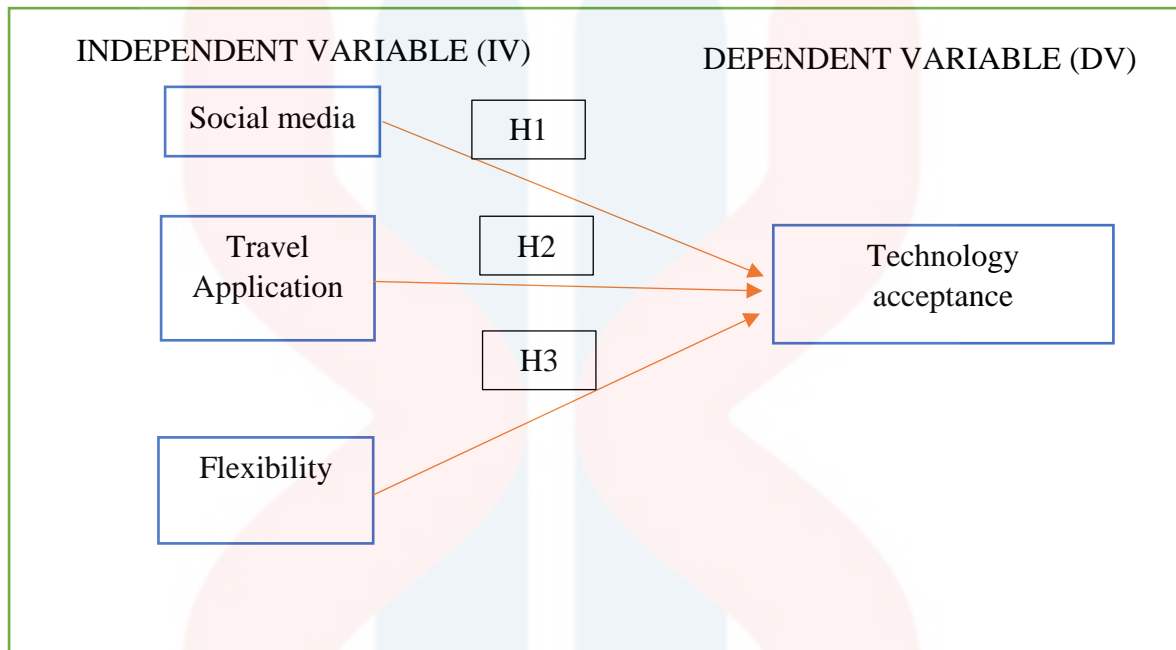 INDEPENDENT VARIABLE (IV)
DEPENDENT VARIABLE (DV)
Social media
H1
Travel
Application
H2
Technology
acceptance
H3
Flexibility